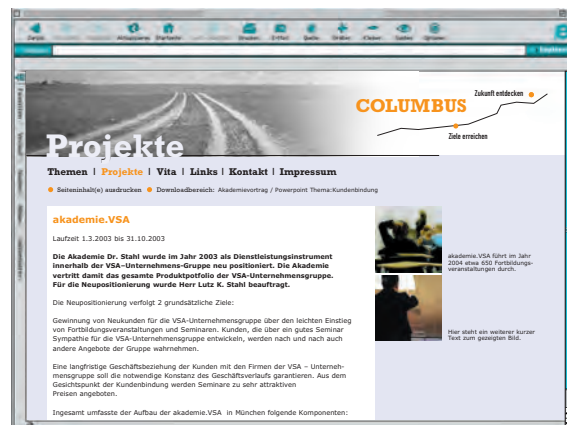 Aktualisieren Startseite Drucken E-Mail
COLUMBUS
Zukunft entdecken
Ziele erreichen
Projekte
Themen | Projekte | Vita | Links | Kontakt | Impressum
Seiteninhalt(e) ausdrucken Downloadbereich: Akademievortrag / Powerpoint Thema:Kundenbindung
akademie.VSA
Laufzeit 1.3.2003 bis 31.10.2003
Die Akademie Dr. Stahl wurde im Jahr 2003 als Dienstleistungsinstrument
innerhalb der VSA–Unternehmens-Gruppe neu positioniert. Die Akademie
vertritt damit das gesamte Produktpotfolio der VSA-Unternehmensgruppe.
Für die Neupositionierung wurde Herr Lutz K. Stahl beauftragt.
Die Neupositionierung verfolgt 2 grundsätzliche Ziele:
Gewinnung von Neukunden für die VSA-Unternehmensgruppe über den leichten Einstieg
von Fortbildungsveranstaltungen und Seminaren. Kunden, die über ein gutes Seminar
Sympathie für die VSA-Unternehmensgruppe entwickeln, werden nach und nach auch
andere Angebote der Gruppe wahrnehmen.
Eine langfristige Geschäftsbeziehung der Kunden mit den Firmen der VSA – Unterneh-
mensgruppe soll die notwendige Konstanz des Geschäftsverlaufs garantieren. Aus dem
Gesichtspunkt der Kundenbindung werden Seminare zu sehr attraktiven
Preisen angeboten.
Ingesamt umfasste der Aufbau der akademie.VSA in München folgende Komponenten:
akademie.VSA führt im Jahr
2004 etwa 650 Fortbildungs-
veranstaltungen durch.
Hier steht ein weiterer kurzer
Text zum gezeigten Bild.